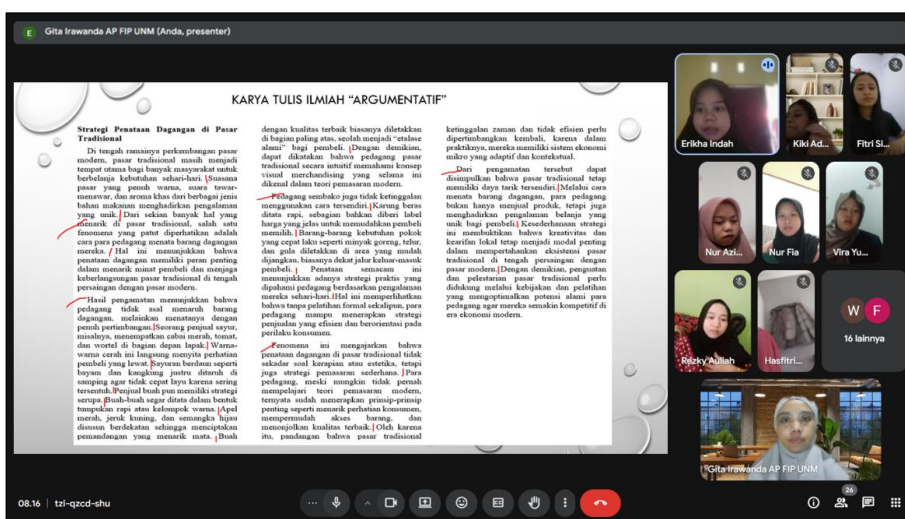 E Gita Irawanda AP FIP UNM (Anda, presenter)
KARYA TULIS ILMIAH “ARGUMENTATIF”
Strategi Penataan Dagangan di Pasar
Tradisional
Di tengah ramainya perkembangan pasar
modern, pasar tradisional masih menjadi
tempat utama bagi banyak masyarakat untuk
berbelanja kebutuhan sehari-hari. Suasana
pasar yang penuh warna, suara tawar-
menawar, dan aroma khas dari berbagai jenis
bahan makanan menghadirkan pengalaman
yang unik. Dari sekian banyak hal yang
menarik di pasar tradisional, salah satu
fenomena yang patut diperhatikan adalah
cara para pedagang menata barang dagangan
mereka. Hal ini menunjukkan bahwa
penataan dagangan memiliki peran penting
dalam menarik minat pembeli dan menjaga
keberlangsungan pasar tradisional di tengah
persaingan dengan pasar modern.
Hasil pengamatan menunjukkan bahwa
pedagang tidak asal menaruh barang
dagangan, melainkan menatanya dengan
penuh pertimbangan. Seorang penjual sayur,
misalnya, menempatkan cabai merah, tomat,
dan wortel di bagian depan lapak. Warna-
warna cerah ini langsung menyita perhatian
pembeli yang lewat. Sayuran berdaun seperti
bayam dan kangkung justru ditaruh di
samping agar tidak cepat layu karena sering
tersentuh. Penjual buah pun memiliki strategi
serupa. Buah-buah segar ditata dalam bentuk
tumpukan rapi atau kelompok warna. Apel
merah, jeruk kuning, dan semangka hijau
disusun berdekatan sehingga menciptakan
pemandangan yang menarik mata. Buah
dengan kualitas terbaik biasanya diletakkan
di bagian paling atas, seolah menjadi “etalase
alami” bagi pembeli. Dengan demikian,
dapat dikatakan bahwa pedagang pasar
tradisional secara intuitif memahami konsep
visual merchandising yang selama ini
dikenal dalam teori pemasaran modern.
Pedagang sembako juga tidak ketinggalan
menggunakan cara tersendiri. Karung beras
ditata rapi, sebagian bahkan diberi label
harga yang jelas untuk memudahkan pembeli
memilih. Barang-barang kebutuhan pokok
yang cepat laku seperti minyak goreng, telur,
dan gula diletakkan di area yang mudah
dijangkau, biasanya dekat jalur keluar-masuk
pembeli. Penataan semacam ini
menunjukkan adanya strategi praktis yang
dipahami pedagang berdasarkan pengalaman
mereka sehari-hari. Hal ini memperlihatkan
bahwa tanpa pelatihan formal sekalipun, para
pedagang mampu menerapkan strategi
penjualan yang efisien dan berorientasi pada
perilaku konsumen.
Fenomena ini mengajarkan bahwa
penataan dagangan di pasar tradisional tidak
sekadar soal kerapian atau estetika, tetapi
juga strategi pemasaran sederhana. Para
pedagang, meski mungkin tidak pernah
mempelajari teori pemasaran modern,
ternyata sudah menerapkan prinsip-prinsip
penting seperti menarik perhatian konsumen,
mempermudah akses barang, dan
menonjolkan kualitas terbaik. Oleh karena
itu, pandangan bahwa pasar tradisional
ketinggalan zaman dan tidak efisien perlu
dipertimbangkan kembali, karena dalam
praktiknya, mereka memiliki sistem ekonomi
mikro yang adaptif dan kontekstual.
Dari pengamatan tersebut dapat
disimpulkan bahwa pasar tradisional tetap
memiliki daya tarik tersendiri. Melalui cara
menata barang dagangan, para pedagang
bukan hanya menjual produk, tetapi juga
menghadirkan pengalaman belanja yang
unik bagi pembeli. Kesederhanaan strategi
ini membuktikan bahwa kreativitas dan
kearifan lokal tetap menjadi modal penting
dalam mempertahankan eksistensi pasar
tradisional di tengah persaingan dengan
pasar modern. Dengan demikian, penguatan
dan pelestarian pasar tradisional perlu
didukung melalui kebijakan dan pelatihan
yang mengoptimalkan potensi alami para
pedagang agar mereka semakin kompetitif di
era ekonomi modern.
Erikha Indah
Kiki Ad...
Fitri Si...
Nur Azi...
Nur Fia
Vira Yu...
Rezky Auliah
Hasfitri...
W F
16 lainnya
Gita Irawanda AP FIP UNM
08.16 | tzi-qzcd-shu
26